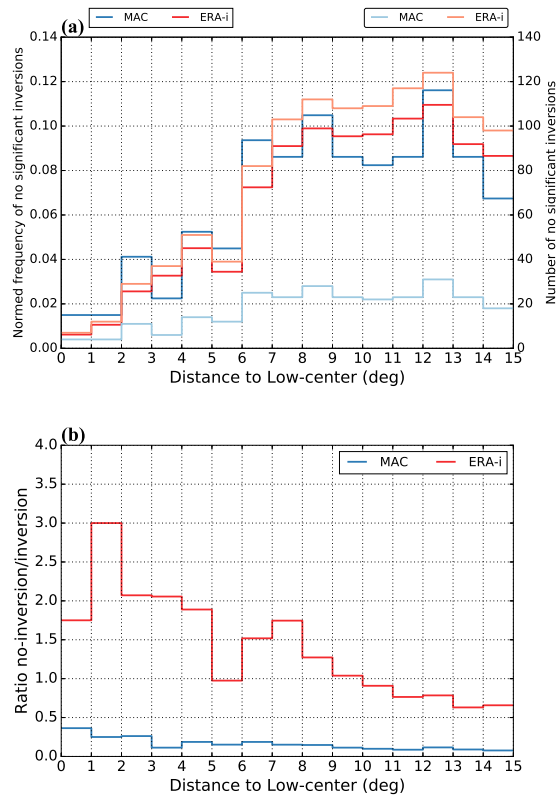 MAC ERA-i MAC ERA-i
(a)
0.14 140
0.12 120
0.10 100
0.08 80
0.06 60
0.04 40
0.02 20
0.00 0
Normed frequency of no significant inversions
Number of no significant inversions
0 1 2 3 4 5 6 7 8 9 10 11 12 13 14 15
Distance to Low-center (deg)
(b)
MAC ERA-i
4.0
3.5
3.0
2.5
2.0
1.5
1.0
0.5
0.0
Ratio no-inversion/inversion
0 1 2 3 4 5 6 7 8 9 10 11 12 13 14 15
Distance to Low-center (deg)